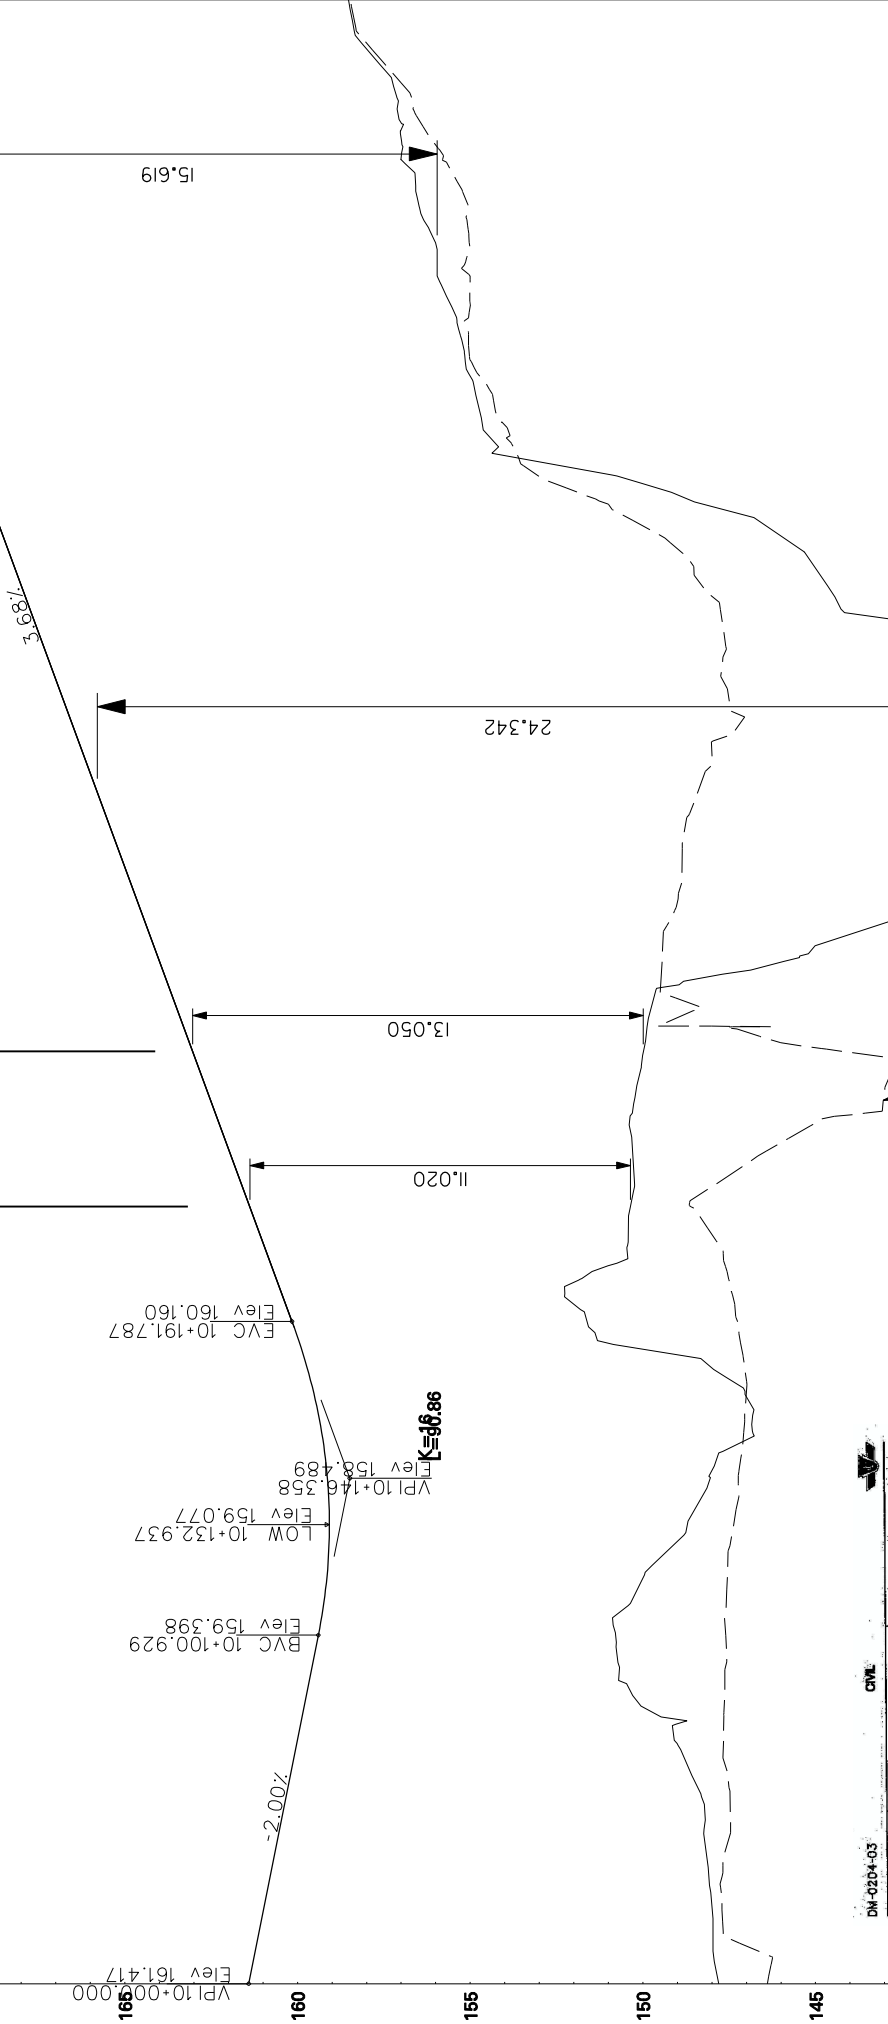 15.619
3.68%
24.342
13.050
11.020
EVC 10+191.787
Elev 160.160
K=16
L=90.86
VPI 10+146.358
Elev 158.489
LOW 10+132.937
Elev 159.077
BVC 10+100.929
Elev 159.398
-2.00%
VPI 10+000.000
Elev 161.417
165
160
155
150
145
CIVIL
DM-0204-03